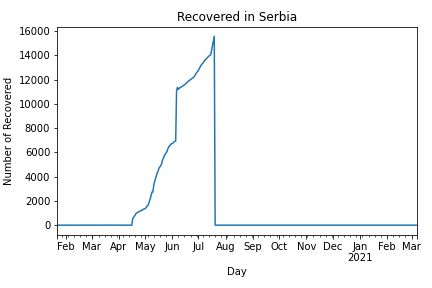 Recovered in Serbia
Number of Recovered
16000
14000
12000
10000
8000
6000
4000
2000
0
Feb Mar Apr May Jun Jul Aug Sep Oct Nov Dec Jan Feb Mar
2021
Day